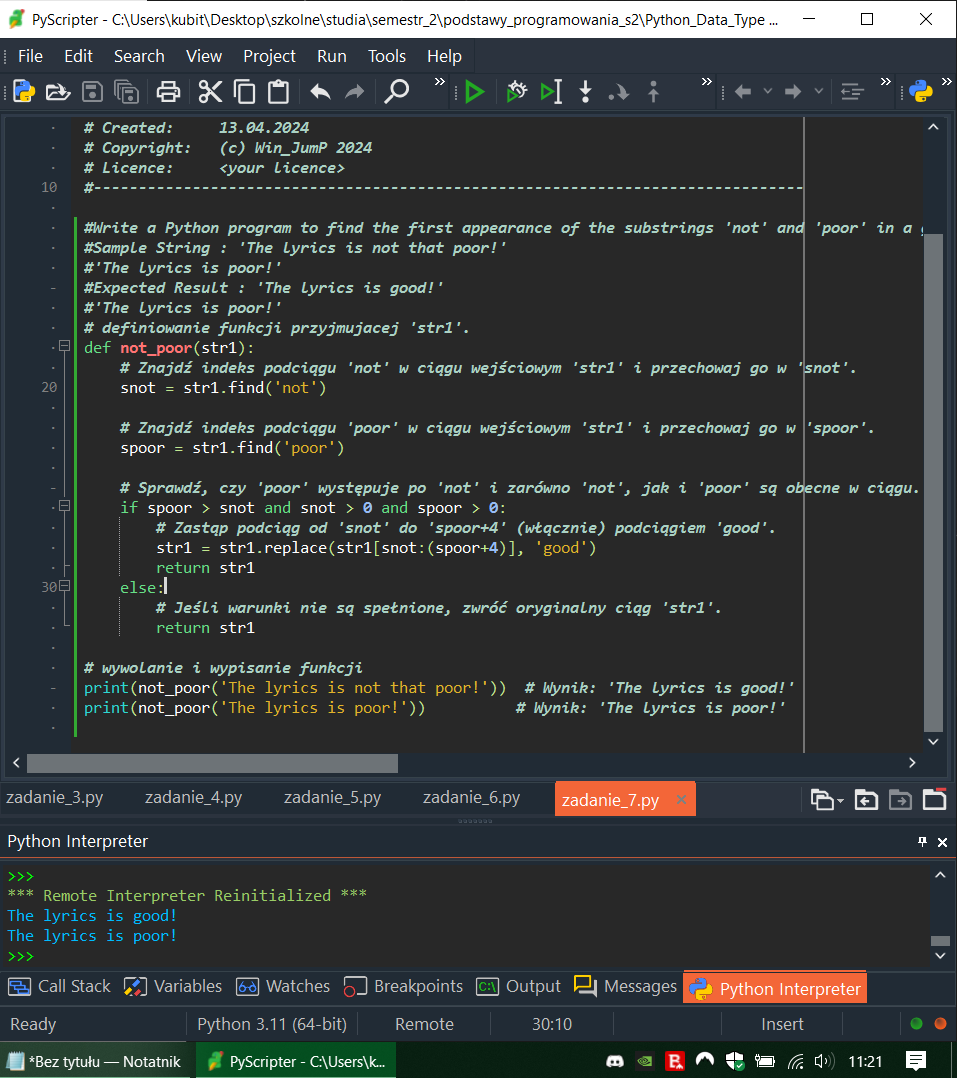 PyScripter - C:\Users\kubit\Desktop\szkolne\studia\semestr_2\podstawy_programowania_s2\Python_Data_Type ...
File Edit Search View Project Run Tools Help
# Created:     13.04.2024
# Copyright:   (c) Win_JumP 2024
# Licence:     <your licence>
10 #-------------------------------------------------------------------------------
#Write a Python program to find the first appearance of the substrings 'not' and 'poor' in a
#Sample String : 'The lyrics is not that poor!'
#'The lyrics is poor!'
#Expected Result : 'The lyrics is good!'
#'The lyrics is poor!'
# definiowanie funkcji przyjmujacej 'str1'.
def not_poor(str1):
    # Znajdź indeks podciągu 'not' w ciągu wejściowym 'str1' i przechowaj go w 'snot'.
20     snot = str1.find('not')
    # Znajdź indeks podciągu 'poor' w ciągu wejściowym 'str1' i przechowaj go w 'spoor'.
    spoor = str1.find('poor')
    # Sprawdź, czy 'poor' występuje po 'not' i zarówno 'not', jak i 'poor' są obecne w ciągu.
    if spoor > snot and snot > 0 and spoor > 0:
        # Zastąp podciąg od 'snot' do 'spoor+4' (włącznie) podciągiem 'good'.
        str1 = str1.replace(str1[snot:(spoor+4)], 'good')
        return str1
30     else:
        # Jeśli warunki nie są spełnione, zwróć oryginalny ciąg 'str1'.
        return str1
# wywolanie i wypisanie funkcji
print(not_poor('The lyrics is not that poor!'))  # Wynik: 'The lyrics is good!'
print(not_poor('The lyrics is poor!'))          # Wynik: 'The lyrics is poor!'
zadanie_3.py zadanie_4.py zadanie_5.py zadanie_6.py zadanie_7.py
Python Interpreter
>>>
*** Remote Interpreter Reinitialized ***
The lyrics is good!
The lyrics is poor!
>>>
Call Stack Variables Watches Breakpoints Output Messages Python Interpreter
Ready Python 3.11 (64-bit) Remote 30:10 Insert
*Bez tytułu — Notatnik PyScripter - C:\Users\k... 11:21